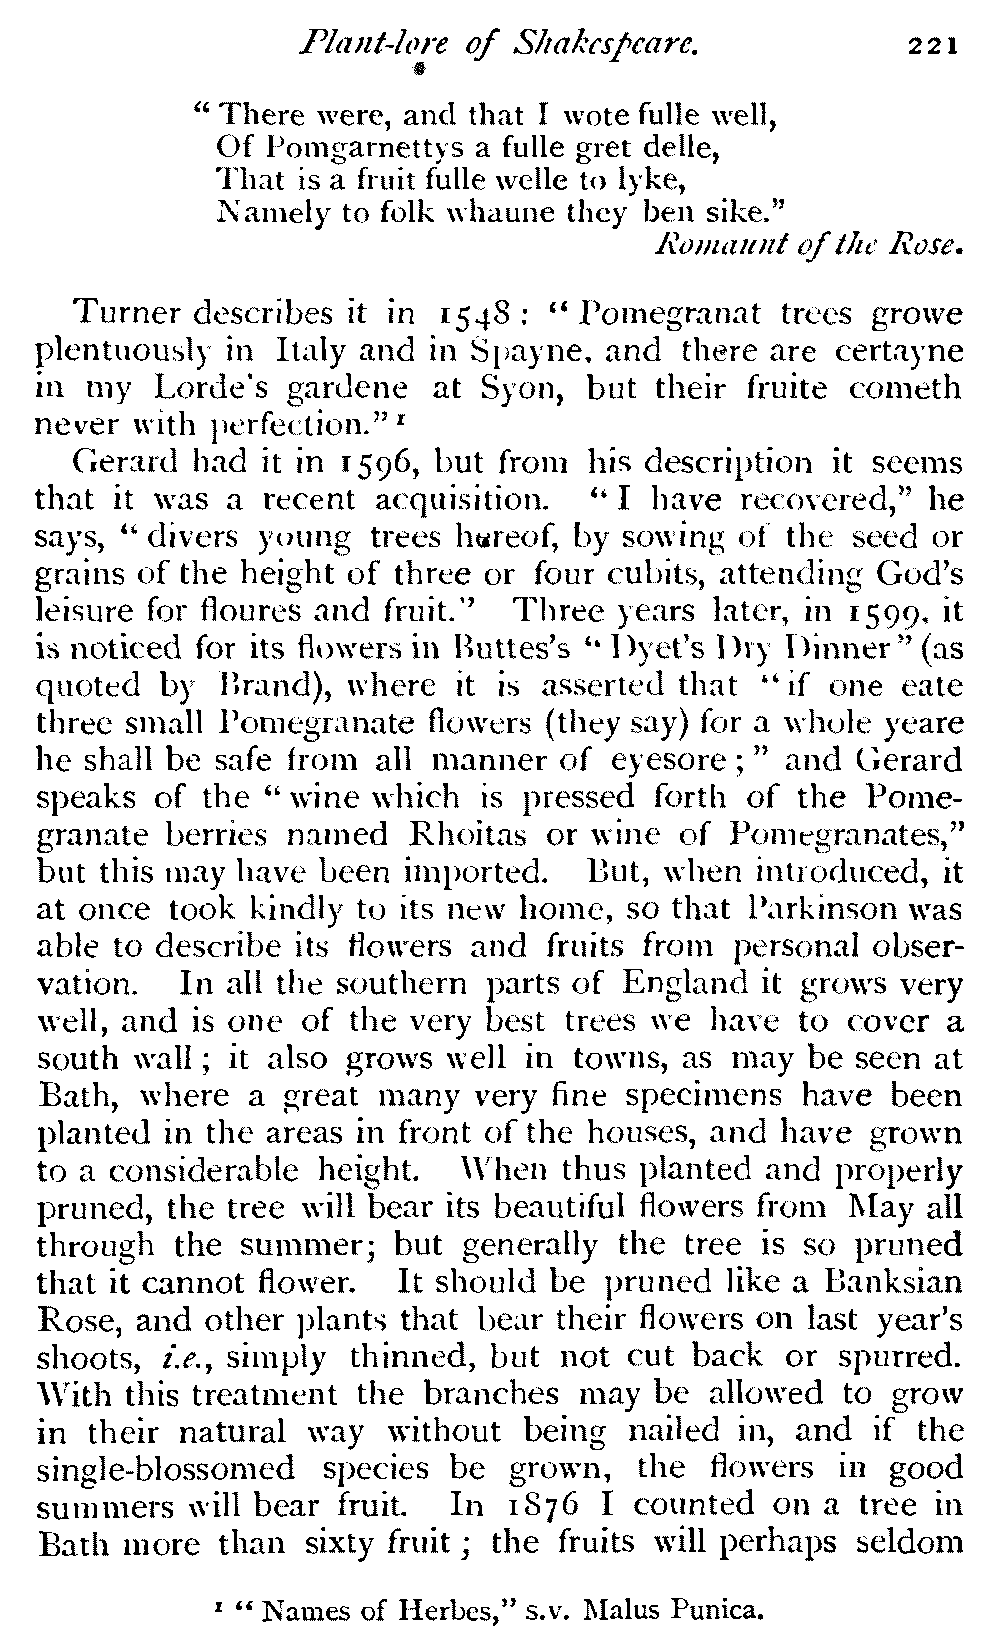 Plant-lore of Shakespeare. 221
“ There were, and that I wote fulle well,
Of Pomgarnettys a fulle gret delle,
That is a fruit fulle welle to lyke,
Namely to folk whaune they ben sike.”
Romaunt of the Rose.
Turner describes it in 1548 : “ Pomegranat trees growe
plentuously in Italy and in Spayne, and there are certayne
in my Lorde's gardene at Syon, but their fruite cometh
never with perfection.” ¹
Gerard had it in 1596, but from his description it seems
that it was a recent acquisition. “ I have recovered,” he
says, “ divers young trees hereof, by sowing of the seed or
grains of the height of three or four cubits, attending God's
leisure for floures and fruit.” Three years later, in 1599, it
is noticed for its flowers in Buttes's “ Dyet's Dry Dinner ” (as
quoted by Brand), where it is asserted that “ if one eate
three small Pomegranate flowers (they say) for a whole yeare
he shall be safe from all manner of eyesore ; ” and Gerard
speaks of the “ wine which is pressed forth of the Pome-
granate berries named Rhoitas or wine of Pomegranates,”
but this may have been imported. But, when introduced, it
at once took kindly to its new home, so that Parkinson was
able to describe its flowers and fruits from personal obser-
vation. In all the southern parts of England it grows very
well, and is one of the very best trees we have to cover a
south wall ; it also grows well in towns, as may be seen at
Bath, where a great many very fine specimens have been
planted in the areas in front of the houses, and have grown
to a considerable height. When thus planted and properly
pruned, the tree will bear its beautiful flowers from May all
through the summer; but generally the tree is so pruned
that it cannot flower. It should be pruned like a Banksian
Rose, and other plants that bear their flowers on last year's
shoots, i.e., simply thinned, but not cut back or spurred.
With this treatment the branches may be allowed to grow
in their natural way without being nailed in, and if the
single-blossomed species be grown, the flowers in good
summers will bear fruit. In 1876 I counted on a tree in
Bath more than sixty fruit ; the fruits will perhaps seldom
¹ “ Names of Herbes,” s.v. Malus Punica.